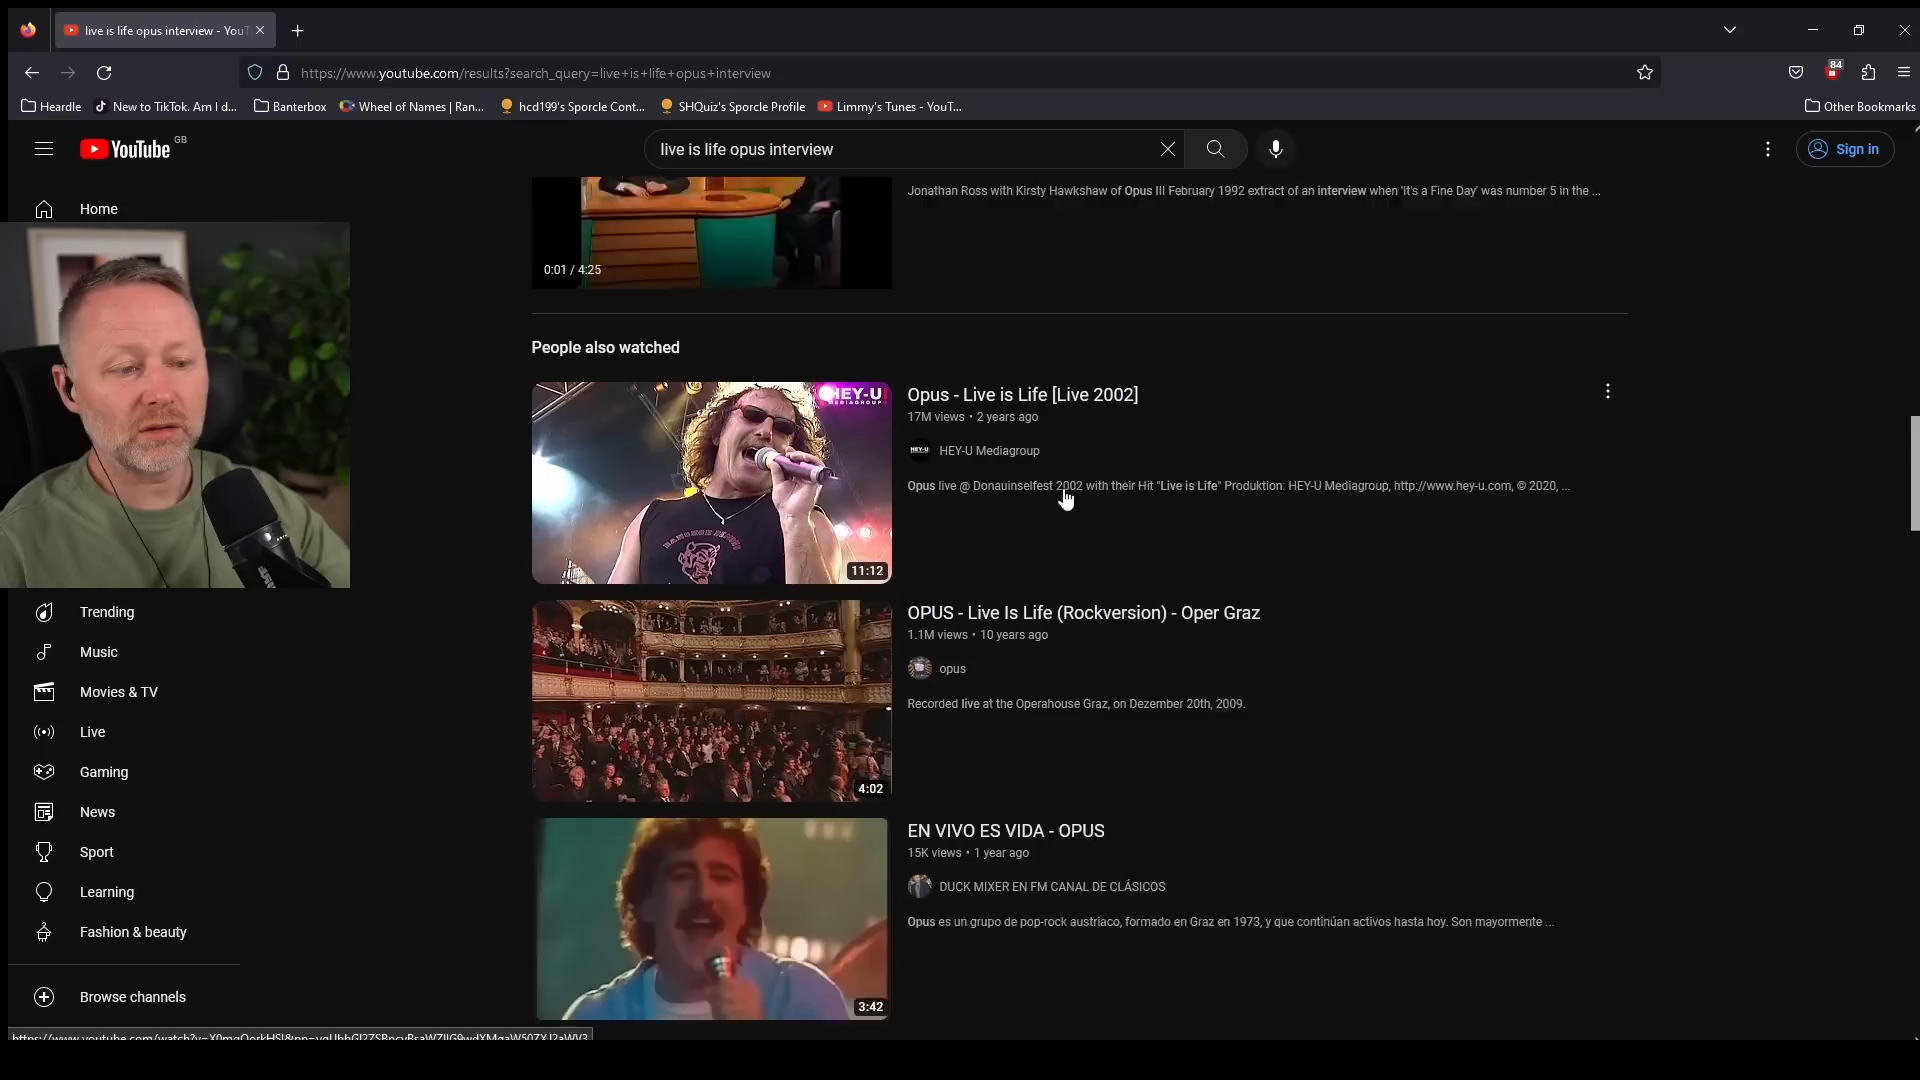 live is life opus interview - YouT
https://www.youtube.com/results?search_query=live+is+life+opus+interview
84
Heardle
New to TikTok. Am I d...
Banterbox
Wheel of Names | Ran...
hcd199's Sporcle Cont...
SHQuiz's Sporcle Profile
Limmy's Tunes - YouT...
Other Bookmarks
YouTube GB
live is life opus interview
Sign in
Home
Jonathan Ross with Kirsty Hawkshaw of Opus III February 1992 extract of an interview when 'It's a Fine Day' was number 5 in the ...
0:01 / 4:25
People also watched
HEY-U!
MEDIAGROUP
11:12
Opus - Live is Life [Live 2002]
17M views • 2 years ago
HEY-U
HEY-U Mediagroup
Opus live @ Donauinselfest 2002 with their Hit "Live is Life" Produktion: HEY-U Mediagroup, http://www.hey-u.com, © 2020, ...
Trending
Music
Movies & TV
Live
Gaming
News
Sport
Learning
Fashion & beauty
Browse channels
4:02
OPUS - Live Is Life (Rockversion) - Oper Graz
1.1M views • 10 years ago
opus
Recorded live at the Operahouse Graz, on Dezember 20th, 2009.
3:42
EN VIVO ES VIDA - OPUS
15K views • 1 year ago
DUCK MIXER EN FM CANAL DE CLÁSICOS
Opus es un grupo de pop-rock austriaco, formado en Graz en 1973, y que continúan activos hasta hoy. Son mayormente ...